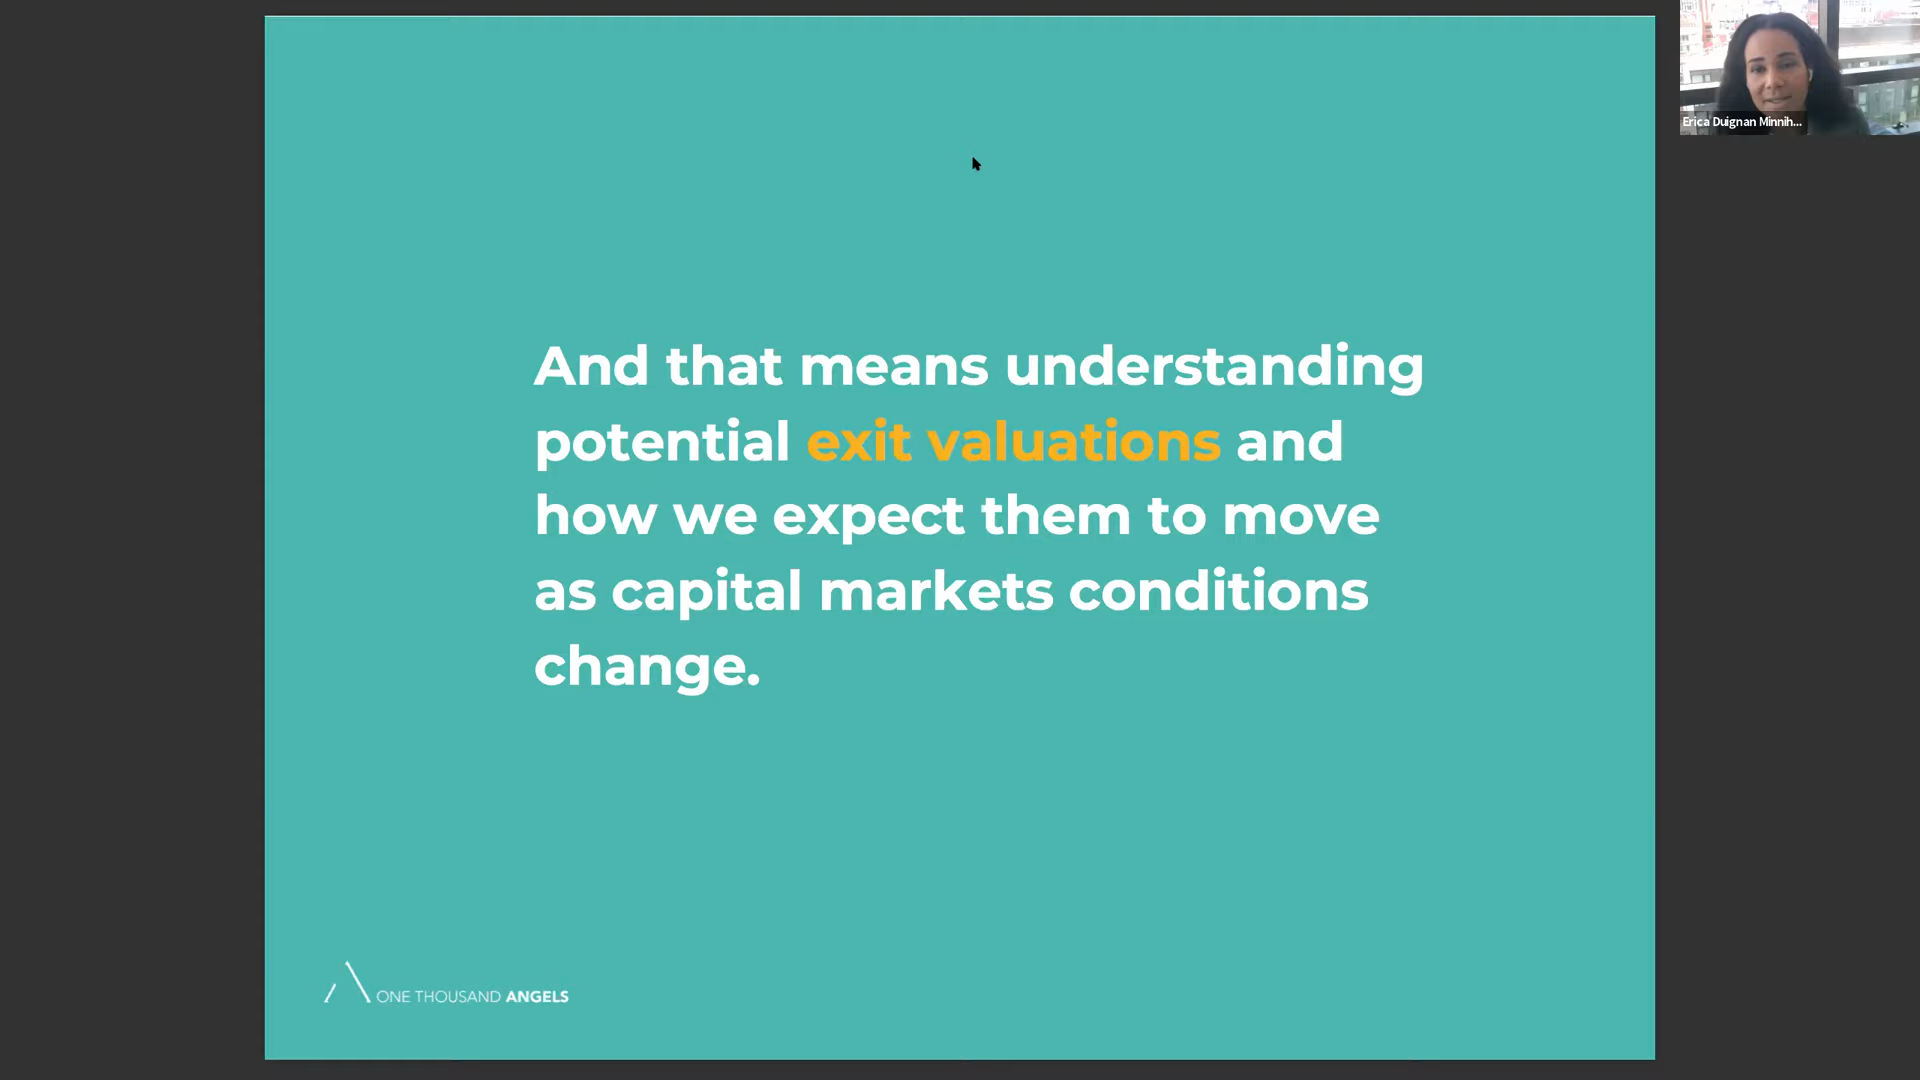 Erica Duignan Minnih...
And that means understanding
potential exit valuations and
how we expect them to move
as capital markets conditions
change.
ONE THOUSAND ANGELS